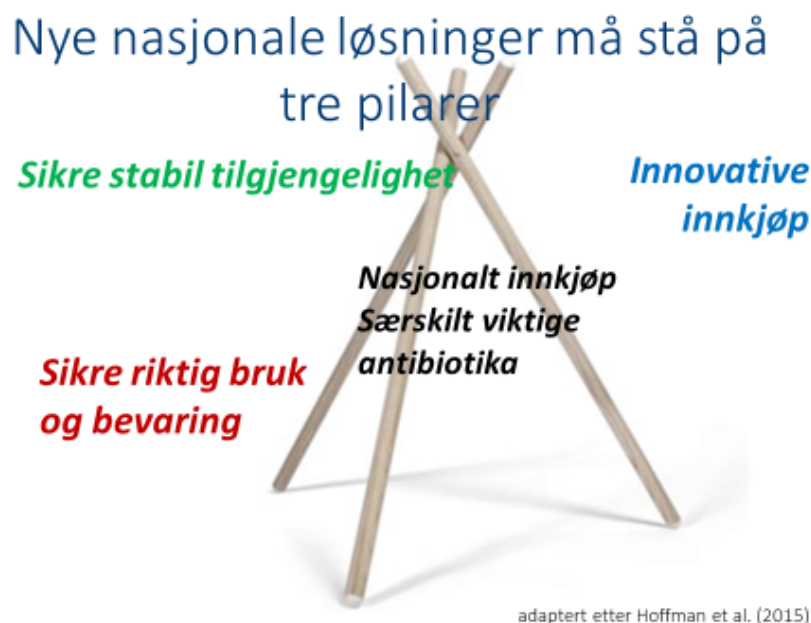 Nye nasjonale løsninger må stå på
tre pilarer
Sikre stabil tilgjengelighet
Innovative
innkjøp
Nasjonalt innkjøp
Særskilt viktige
antibiotika
Sikre riktig bruk
og bevaring
adaptert etter Hoffman et al. (2015)